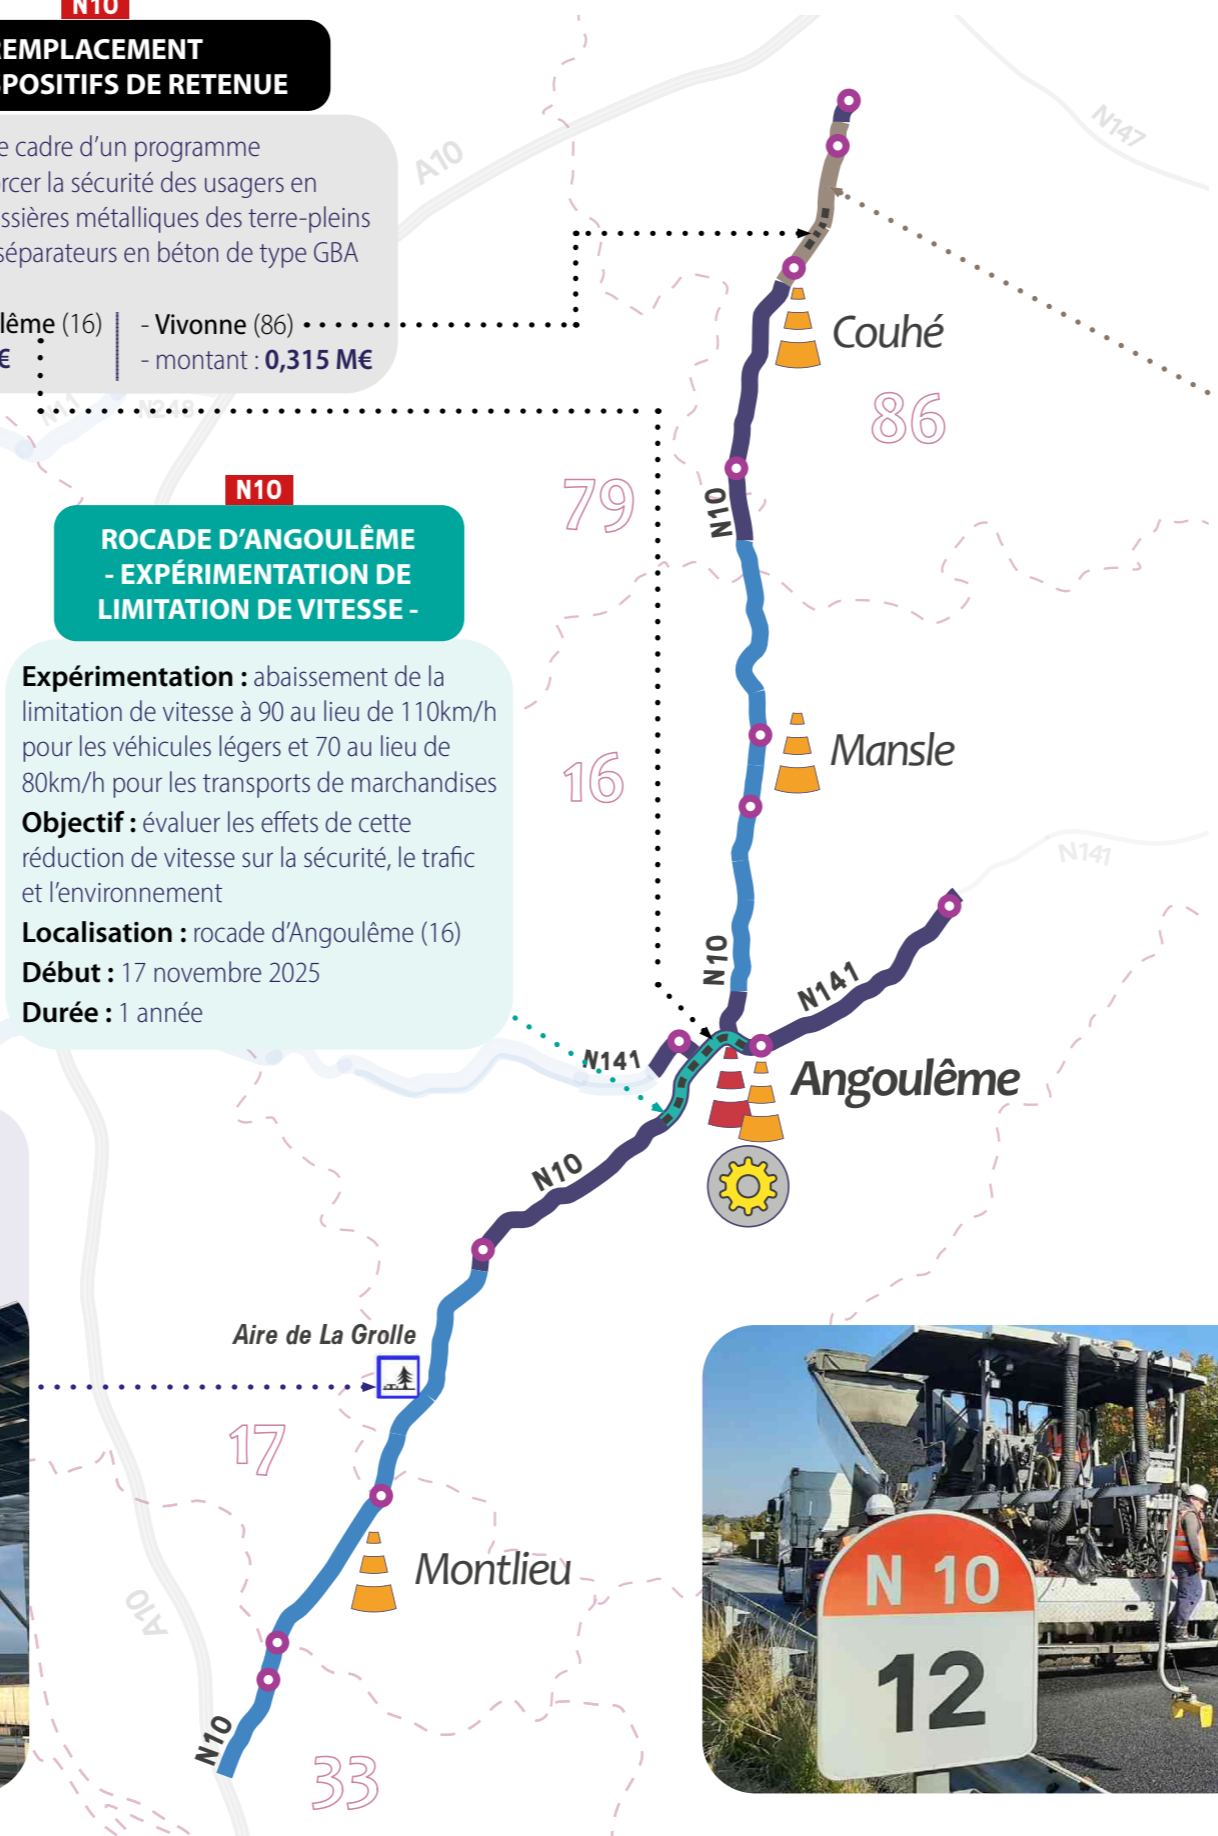 N10
REMPLACEMENT
POSITIFS DE RETENUE
e cadre d'un programme
orcer la sécurité des usagers en
ssières métalliques des terre-pleins
séparateurs en béton de type GBA
lême (16)
€
- Vivonne (86)
- montant : 0,315 M€
A10
N147
N11
N248
Couhé
86
79
N10
N10
ROCADE D'ANGOULÊME
- EXPÉRIMENTATION DE
LIMITATION DE VITESSE -
Expérimentation : abaissement de la
limitation de vitesse à 90 au lieu de 110km/h
pour les véhicules légers et 70 au lieu de
80km/h pour les transports de marchandises
Objectif : évaluer les effets de cette
réduction de vitesse sur la sécurité, le trafic
et l'environnement
Localisation : rocade d'Angoulême (16)
Début : 17 novembre 2025
Durée : 1 année
16
Mansle
N141
N10
N141
N141
Angoulême
N10
Aire de La Grolle
17
Montlieu
A10
N10
33
N 10
12